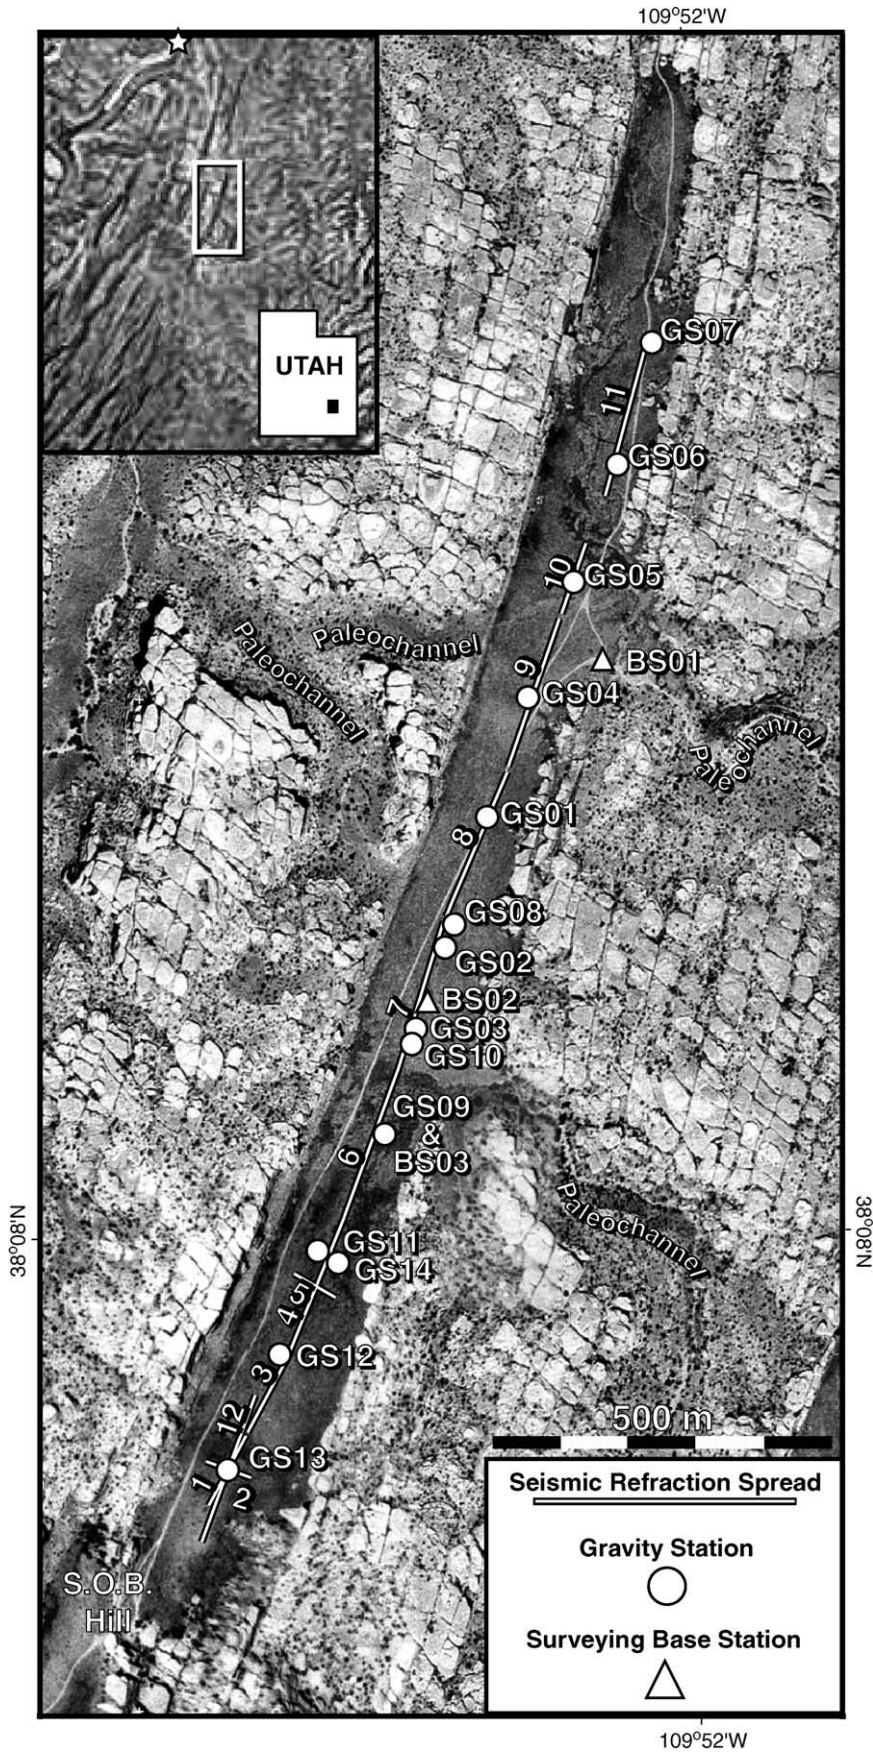 109°52'W
UTAH
GS07
11
GS06
10
GS05
Paleochannel
Paleochannel
BS01
9
GS04
Paleochannel
GS01
8
GS08
GS02
BS02
7
GS03
GS10
GS09
&
BS03
6
Paleochannel
38°08'N
38°08'N
GS11
GS14
5
4
GS12
3
12
500 m
GS13
1
2
Seismic Refraction Spread
Gravity Station
Surveying Base Station
S.O.B.
Hill
109°52'W